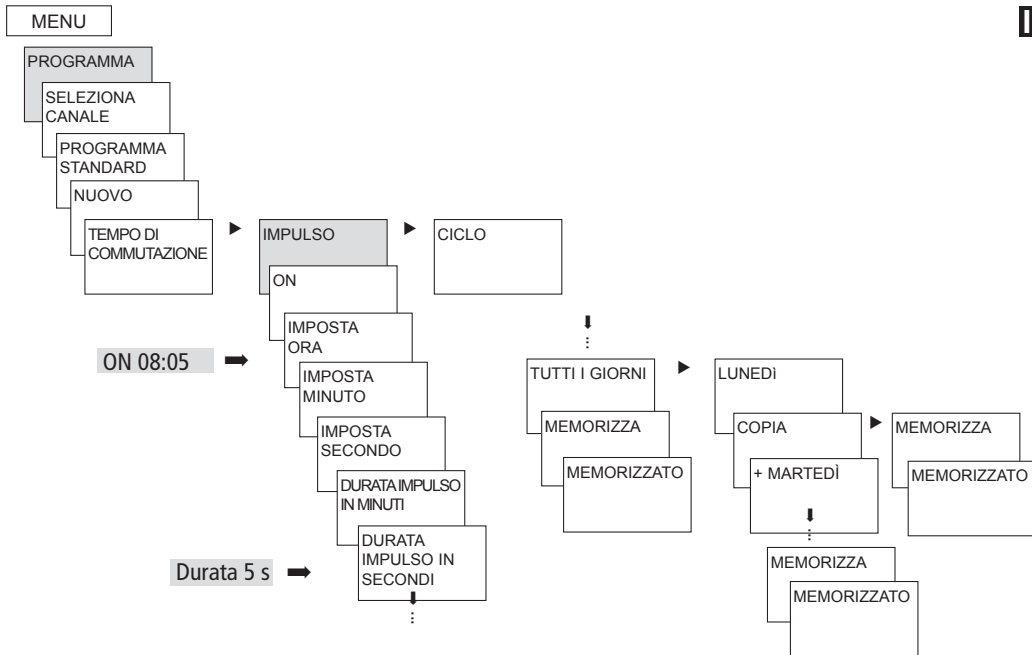 MENU
PROGRAMMA
SELEZIONA
CANALE
PROGRAMMA
STANDARD
NUOVO
TEMPO DI
COMMUTAZIONE
IMPULSO
CICLO
ON
IMPOSTA
ORA
ON 08:05
IMPOSTA
MINUTO
IMPOSTA
SECONDO
DURATA IMPULSO
IN MINUTI
DURATA
IMPULSO IN
SECONDI
Durata 5 s
TUTTI I GIORNI
MEMORIZZA
MEMORIZZATO
LUNEDì
COPIA
+ MARTEDÌ
MEMORIZZA
MEMORIZZATO
MEMORIZZA
MEMORIZZATO